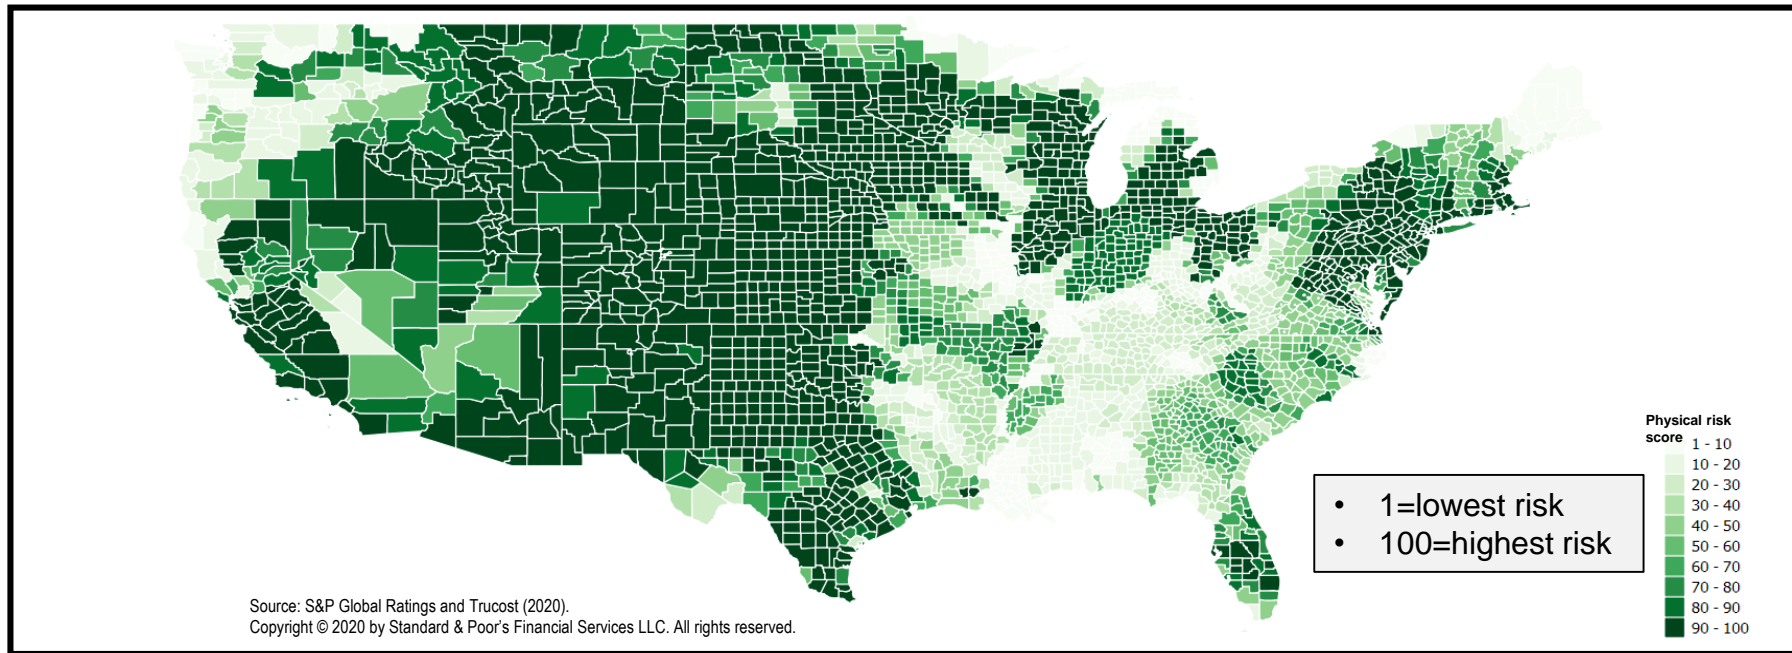 Physical risk
score
1 - 10
10 - 20
20 - 30
30 - 40
40 - 50
50 - 60
60 - 70
70 - 80
80 - 90
90 - 100
• 1=lowest risk
• 100=highest risk
Source: S&P Global Ratings and Trucost (2020).
Copyright © 2020 by Standard & Poor's Financial Services LLC. All rights reserved.